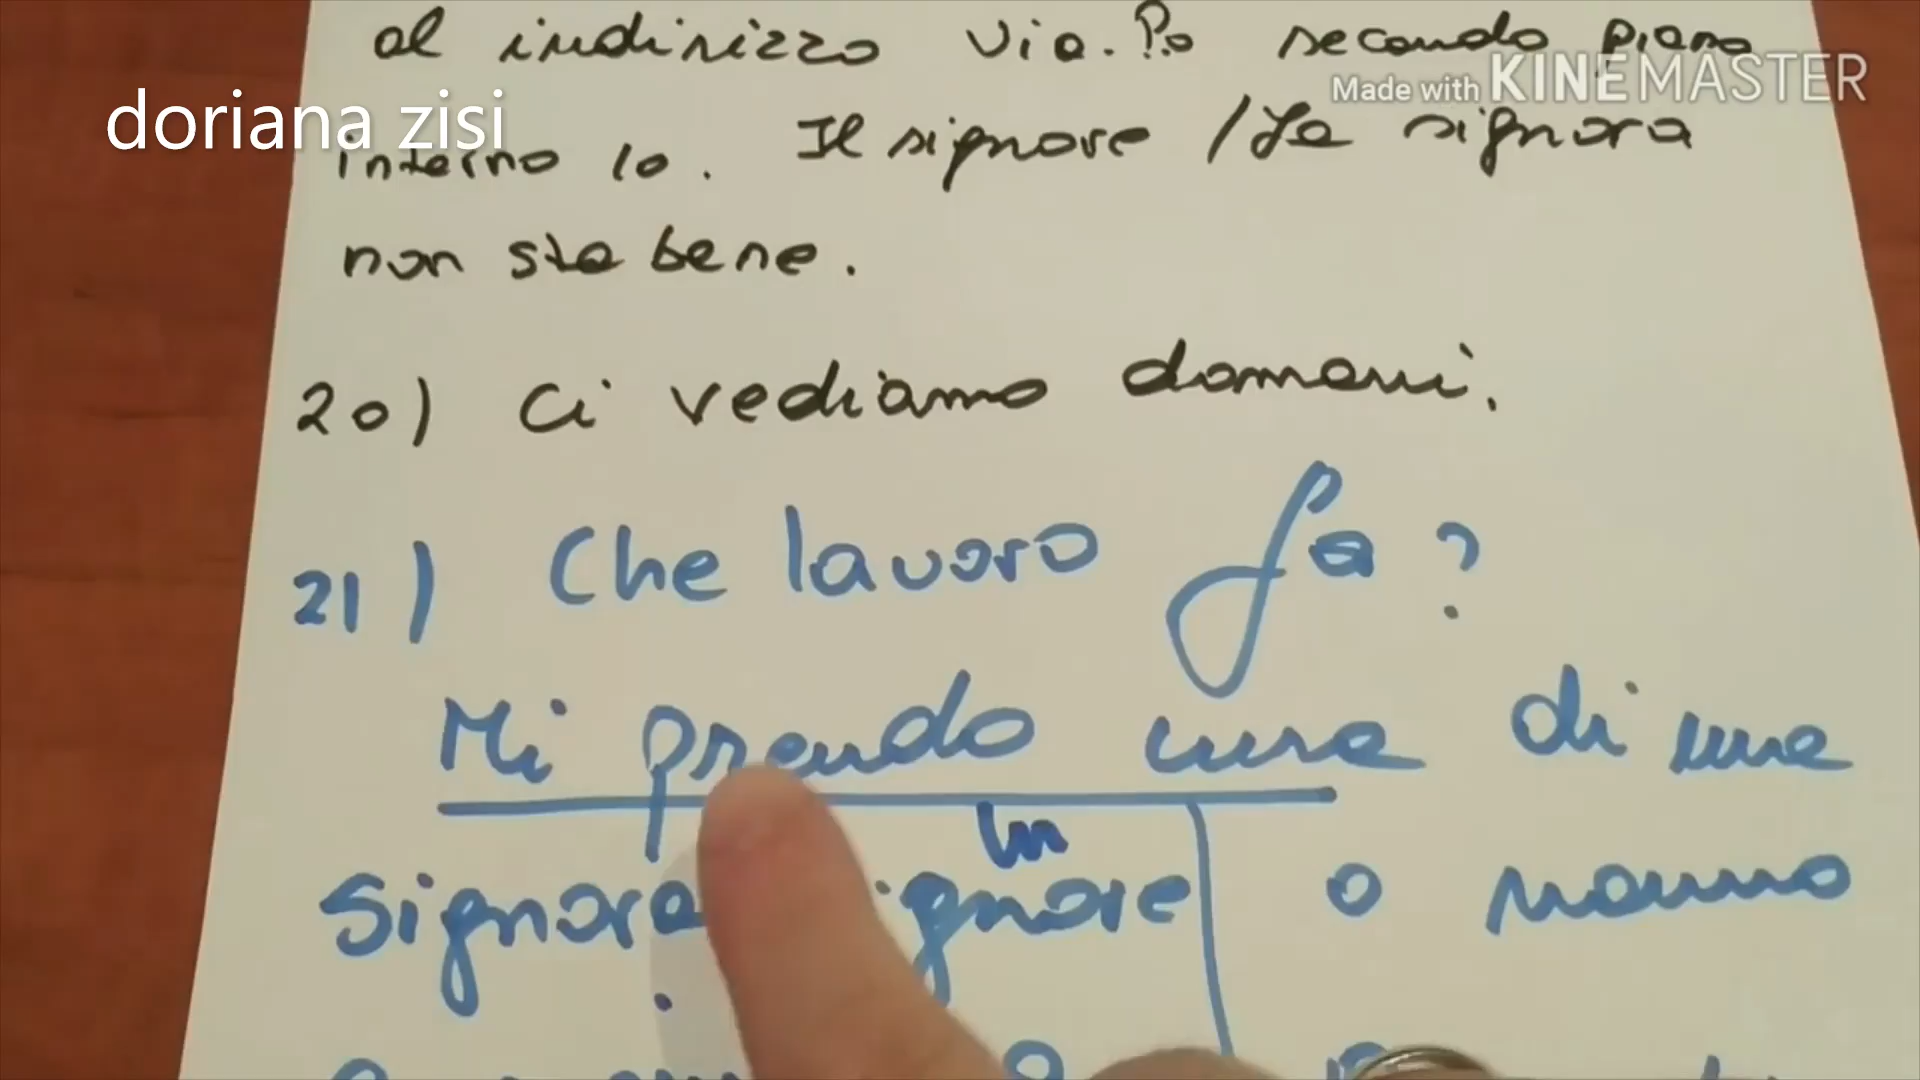 al indirizzo via. Po secondo piano
Made with KINEMASTER
doriana zisi
interno 10. Il signore / La signora
non sta bene.
20) Ci vediamo domani.
21) Che lavoro fa?
Mi prendo cura di una
un
signora ignore o nonno